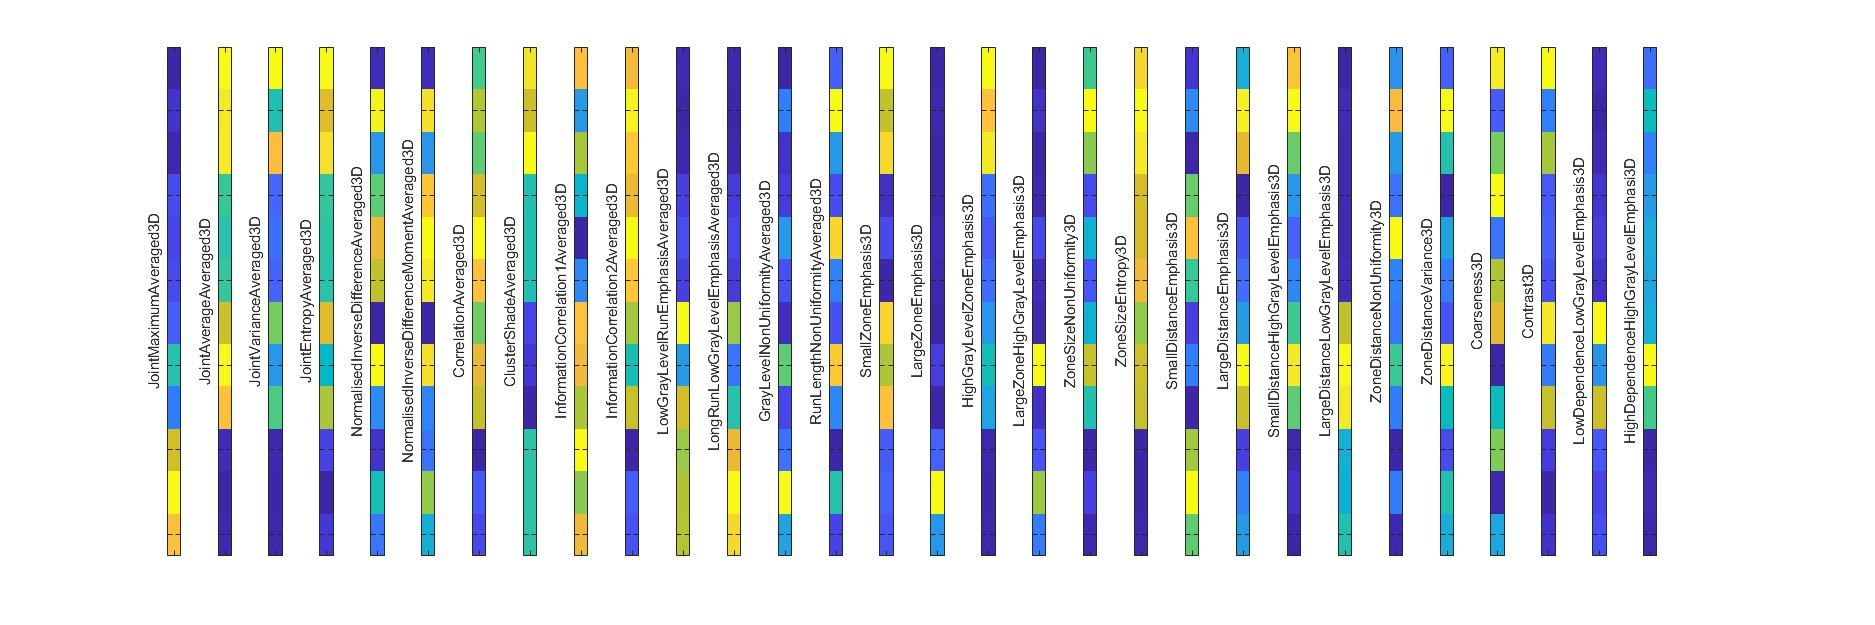 JointMaximumAveraged3D
JointAverageAveraged3D
JointVarianceAveraged3D
JointEntropyAveraged3D
NormalisedInverseDifferenceAveraged3D
NormalisedInverseDifferenceMomentAveraged3D
CorrelationAveraged3D
ClusterShadeAveraged3D
InformationCorrelation1Averaged3D
InformationCorrelation2Averaged3D
LowGrayLevelRunEmphasisAveraged3D
LongRunLowGrayLevelEmphasisAveraged3D
GrayLevelNonUniformityAveraged3D
RunLengthNonUniformityAveraged3D
SmallZoneEmphasis3D
LargeZoneEmphasis3D
HighGrayLevelZoneEmphasis3D
LargeZoneHighGrayLevelEmphasis3D
ZoneSizeNonUniformity3D
ZoneSizeEntropy3D
SmallDistanceEmphasis3D
LargeDistanceEmphasis3D
SmallDistanceHighGrayLevelEmphasis3D
LargeDistanceLowGrayLevelEmphasis3D
ZoneDistanceNonUniformity3D
ZoneDistanceVariance3D
Coarseness3D
Contrast3D
LowDependenceLowGrayLevelEmphasis3D
HighDependenceHighGrayLevelEmphasi3D